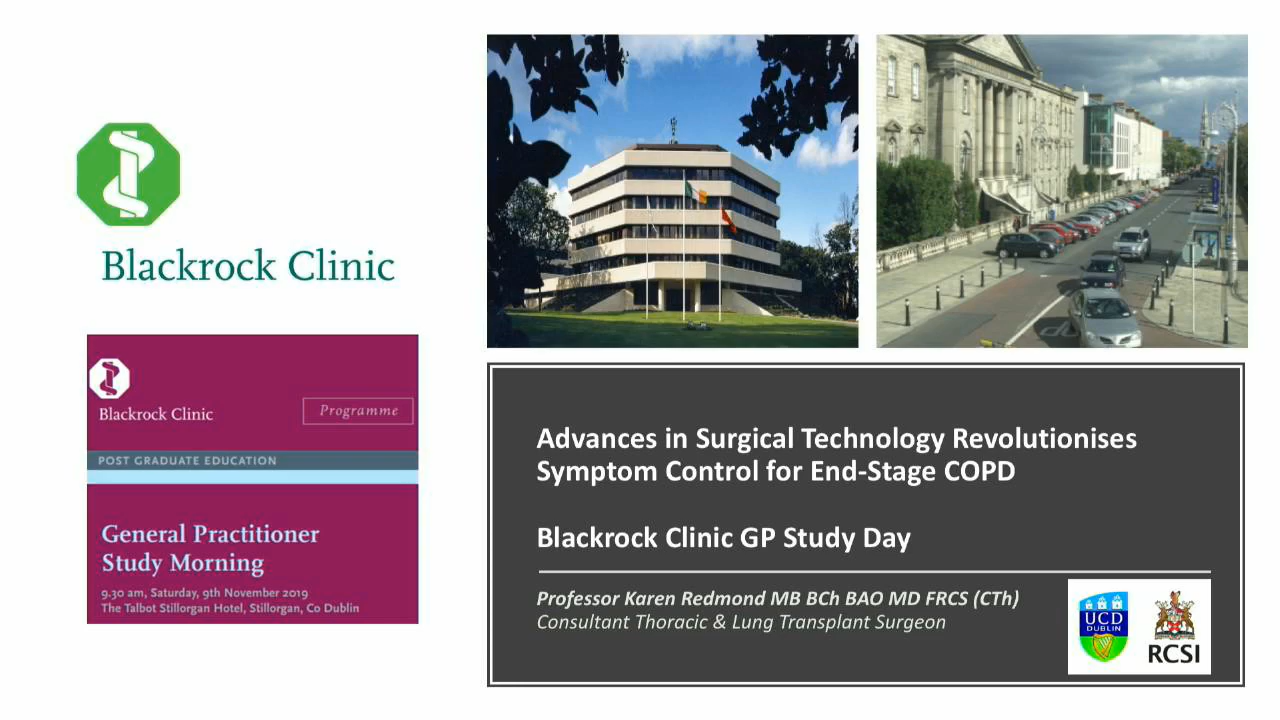 Blackrock Clinic
Blackrock Clinic
Programme
POST GRADUATE EDUCATION
General Practitioner
Study Morning
9.30 am, Saturday, 9th November 2019
The Talbot Stillorgan Hotel, Stillorgan, Co Dublin
Advances in Surgical Technology Revolutionises
Symptom Control for End-Stage COPD
Blackrock Clinic GP Study Day
Professor Karen Redmond MB BCh BAO MD FRCS (CTh)
Consultant Thoracic & Lung Transplant Surgeon
UCD
DUBLIN
RCSI